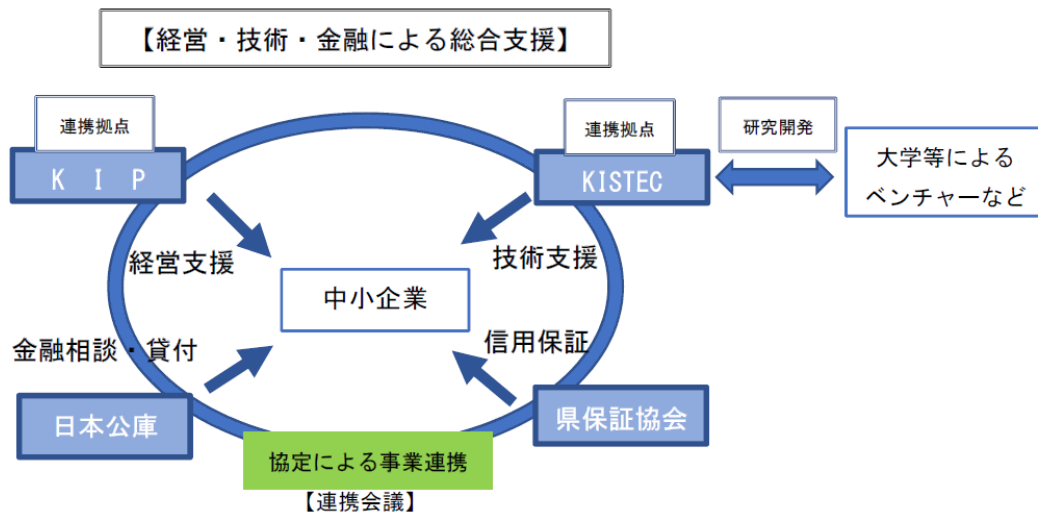 【経営・技術・金融による総合支援】
連携拠点
K I P
連携拠点
KISTEC
研究開発
大学等による
ベンチャーなど
経営支援
技術支援
中小企業
金融相談・貸付
信用保証
日本公庫
県保証協会
協定による事業連携
【連携会議】